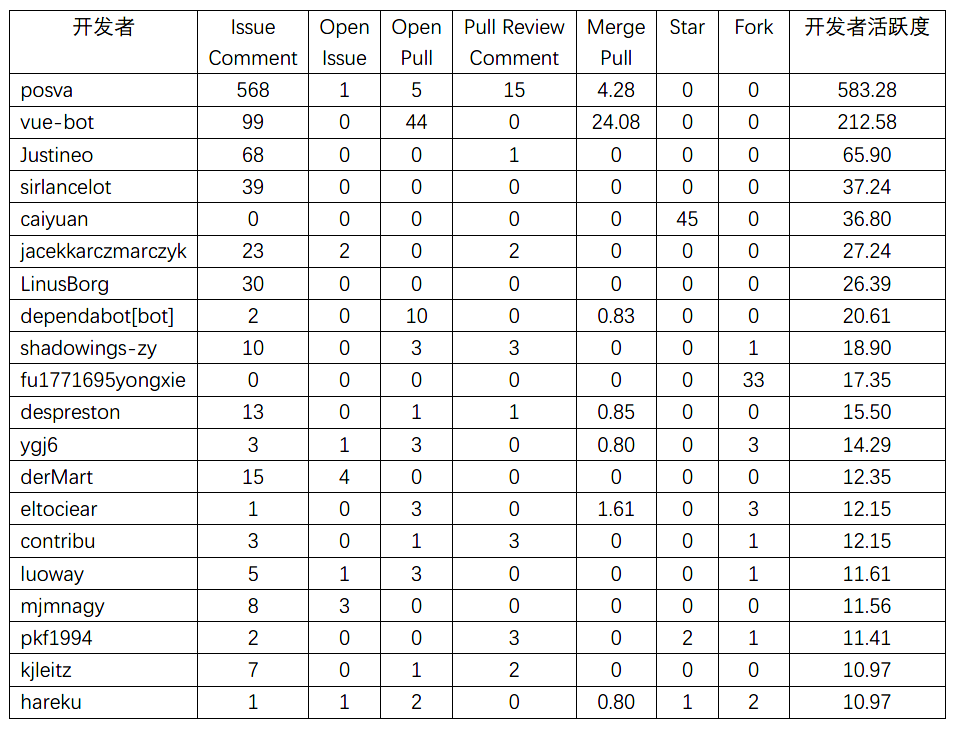 开发者 Issue Comment Open Issue Open Pull Pull Review Comment Merge Pull Star Fork 开发者活跃度
posva 568 1 5 15 4.28 0 0 583.28
vue-bot 99 0 44 0 24.08 0 0 212.58
Justineo 68 0 0 1 0 0 0 65.90
sirlancelot 39 0 0 0 0 0 0 37.24
caiyuan 0 0 0 0 0 45 0 36.80
jacekkarczmarczyk 23 2 0 2 0 0 0 27.24
LinusBorg 30 0 0 0 0 0 0 26.39
dependabot[bot] 2 0 10 0 0.83 0 0 20.61
shadowings-zy 10 0 3 3 0 0 1 18.90
fu1771695yongxie 0 0 0 0 0 0 33 17.35
despreston 13 0 1 1 0.85 0 0 15.50
ygj6 3 1 3 0 0.80 0 3 14.29
derMart 15 4 0 0 0 0 0 12.35
eltociear 1 0 3 0 1.61 0 3 12.15
contribu 3 0 1 3 0 0 1 12.15
luoway 5 1 3 0 0 0 1 11.61
mjmnagy 8 3 0 0 0 0 0 11.56
pkf1994 2 0 0 3 0 2 1 11.41
kjleitz 7 0 1 2 0 0 0 10.97
hareku 1 1 2 0 0.80 1 2 10.97